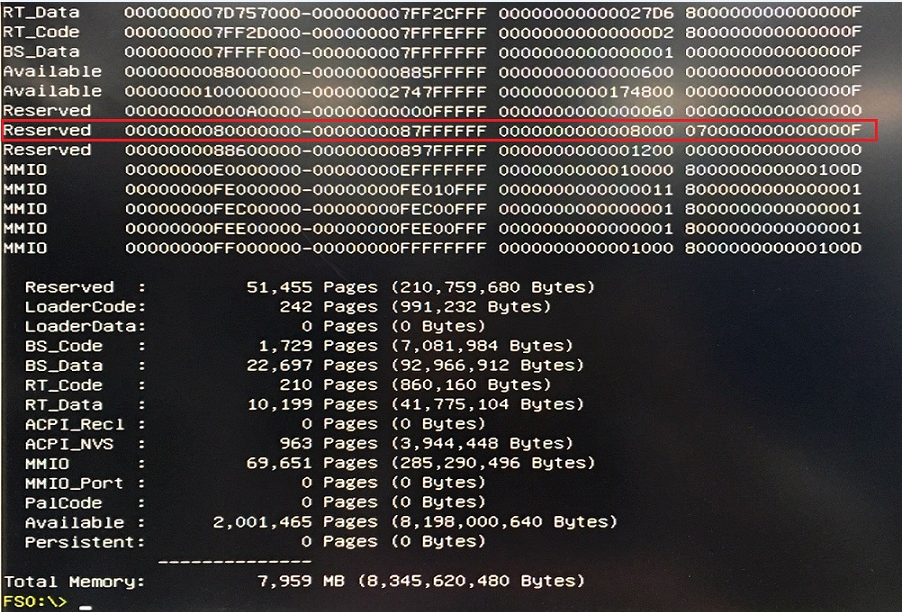 RT_Data 000000007D757000-000000007FF2CFFF 00000000000027D6 800000000000000F
RT_Code 000000007FF2D000-000000007FFFEFFF 00000000000000D2 800000000000000F
BS_Data 000000007FFFF000-000000007FFFFFFF 0000000000000001 000000000000000F
Available 0000000088000000-00000000885FFFFF 0000000000000600 000000000000000F
Available 0000000100000000-00000002747FFFFF 0000000000174800 000000000000000F
Reserved 00000000000A0000-00000000000FFFFF 0000000000000060 0000000000000000
Reserved 0000000080000000-0000000087FFFFFF 0000000000008000 070000000000000F
Reserved 0000000088600000-00000000897FFFFF 0000000000001200 0000000000000000
MMIO 00000000E0000000-00000000EFFFFFFF 0000000000010000 800000000000100D
MMIO 00000000FE000000-00000000FE010FFF 0000000000000011 8000000000000001
MMIO 00000000FEC00000-00000000FEC00FFF 0000000000000001 8000000000000001
MMIO 00000000FEE00000-00000000FEE00FFF 0000000000000001 8000000000000001
MMIO 00000000FF000000-00000000FFFFFFFF 0000000000001000 800000000000100D
Reserved : 51,455 Pages (210,759,680 Bytes)
LoaderCode: 242 Pages (991,232 Bytes)
LoaderData: 0 Pages (0 Bytes)
BS_Code : 1,729 Pages (7,081,984 Bytes)
BS_Data : 22,697 Pages (92,966,912 Bytes)
RT_Code : 210 Pages (860,160 Bytes)
RT_Data : 10,199 Pages (41,775,104 Bytes)
ACPI_Recl : 0 Pages (0 Bytes)
ACPI_NVS : 963 Pages (3,944,448 Bytes)
MMIO : 69,651 Pages (285,290,496 Bytes)
MMIO_Port : 0 Pages (0 Bytes)
PalCode : 0 Pages (0 Bytes)
Available : 2,001,465 Pages (8,198,000,640 Bytes)
Persistent: 0 Pages (0 Bytes)
--------------
Total Memory: 7,959 MB (8,345,620,480 Bytes)
FS0:\> _